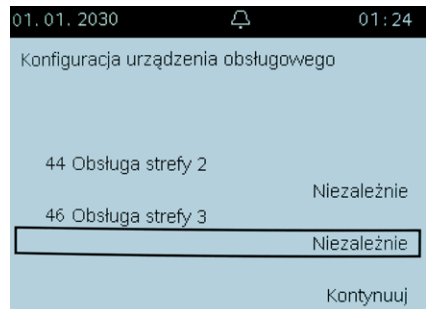 01.01.2030 01:24
Konfiguracja urządzenia obsługowego
44 Obsługa strefy 2
Niezależnie
46 Obsługa strefy 3
Niezależnie
Kontynuuj